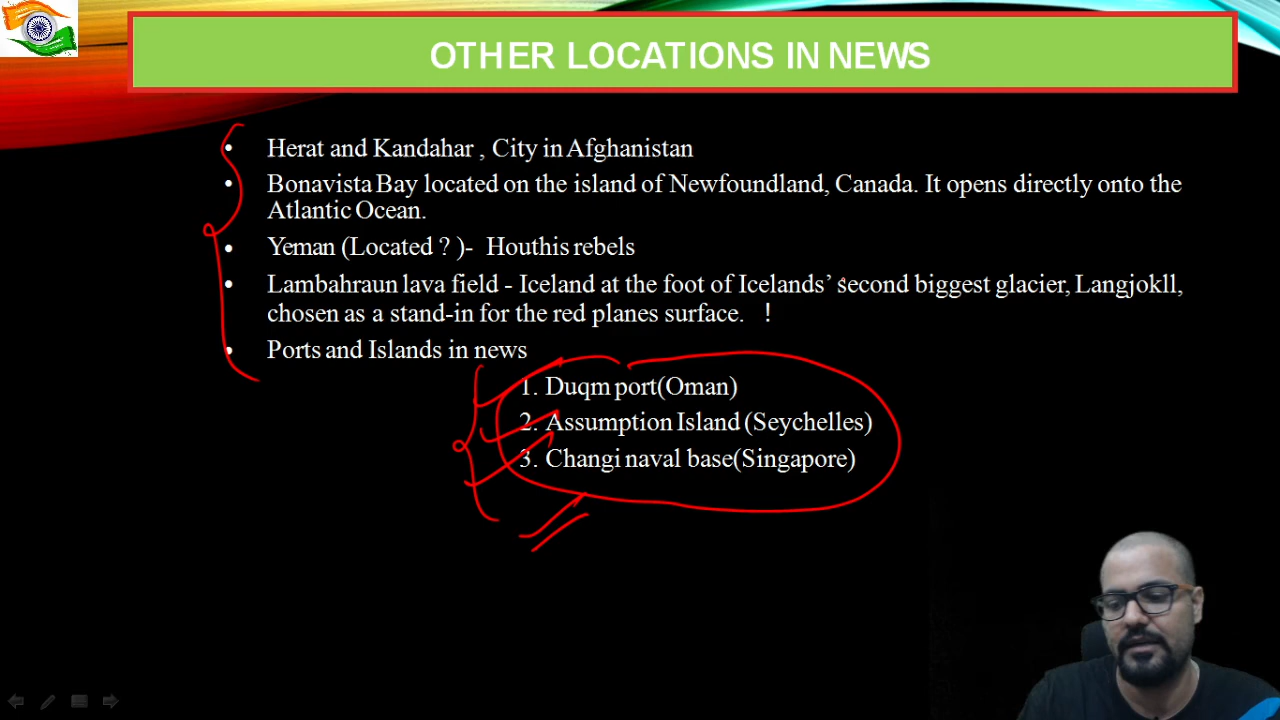 OTHER LOCATIONS IN NEWS
• Herat and Kandahar , City in Afghanistan
• Bonavista Bay located on the island of Newfoundland, Canada. It opens directly onto the
Atlantic Ocean.
• Yeman (Located ? )- Houthis rebels
• Lambahraun lava field - Iceland at the foot of Icelands’ second biggest glacier, Langjokll,
chosen as a stand-in for the red planes surface. !
• Ports and Islands in news
1. Duqm port(Oman)
2. Assumption Island (Seychelles)
3. Changi naval base(Singapore)